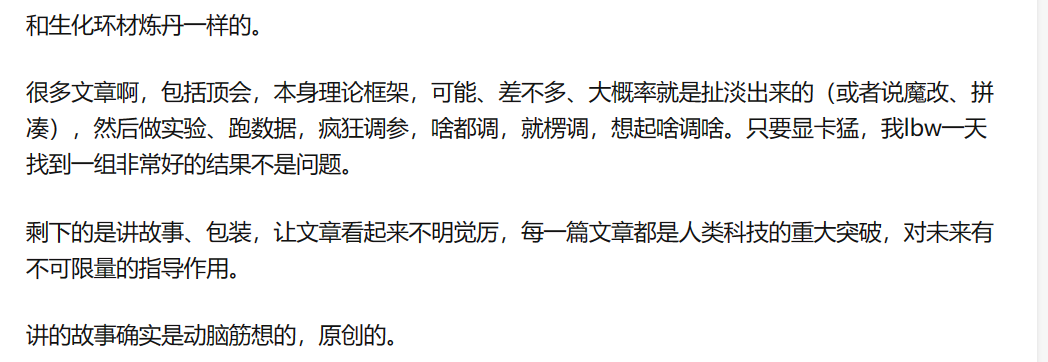 和生化环材炼丹一样的。
很多文章啊，包括顶会，本身理论框架，可能、差不多、大概率就是扯淡出来的（或者说魔改、拼
凑），然后做实验、跑数据，疯狂调参，啥都调，就楞调，想起啥调啥。只要显卡猛，我lbw一天
找到一组非常好的结果不是问题。
剩下的是讲故事、包装，让文章看起来不明觉厉，每一篇文章都是人类科技的重大突破，对未来有
不可限量的指导作用。
讲的故事确实是动脑筋想的，原创的。